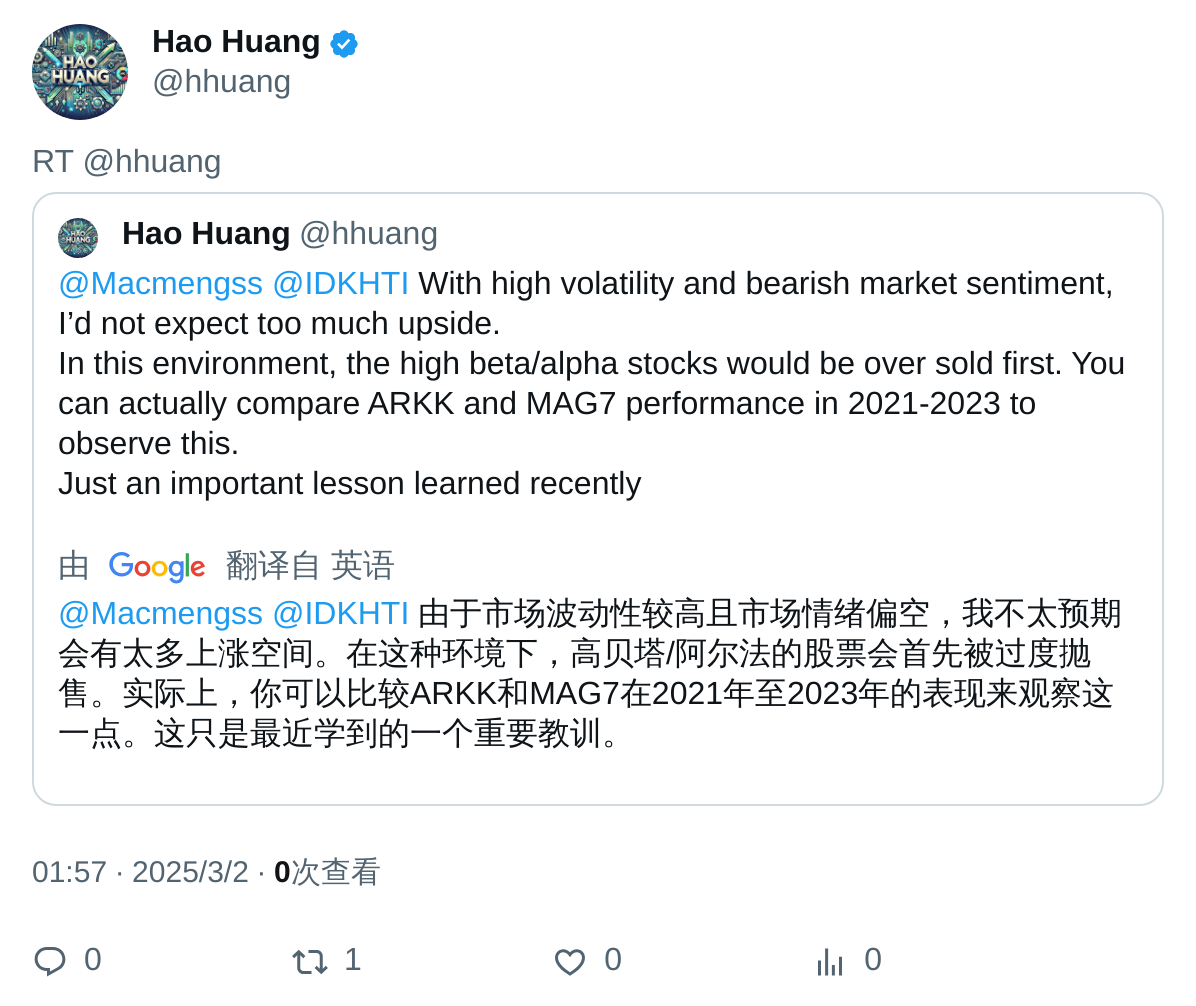 HAO
HUANG
Hao Huang
@hhuang
RT @hhuang
HAO
HUANG
Hao Huang @hhuang
@Macmengss @IDKHTI With high volatility and bearish market sentiment,
I’d not expect too much upside.
In this environment, the high beta/alpha stocks would be over sold first. You
can actually compare ARKK and MAG7 performance in 2021-2023 to
observe this.
Just an important lesson learned recently
由 Google 翻译自 英语
@Macmengss @IDKHTI 由于市场波动性较高且市场情绪偏空，我不太预期
会有太多上涨空间。在这种环境下，高贝塔/阿尔法的股票会首先被过度抛
售。实际上，你可以比较ARKK和MAG7在2021年至2023年的表现来观察这
一点。这只是最近学到的一个重要教训。
01:57 · 2025/3/2 · 0次查看
0 1 0 0